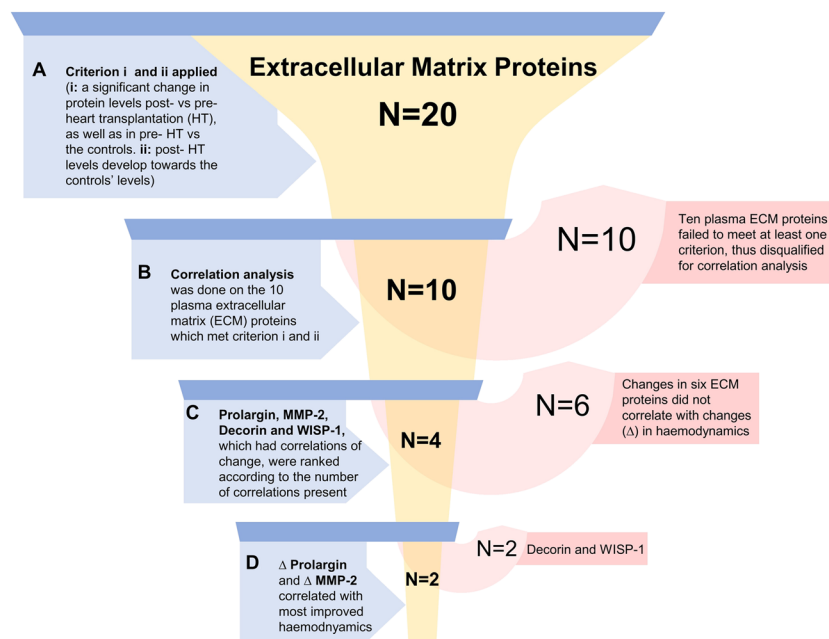 Extracellular Matrix Proteins
N=20
A Criterion i and ii applied
(i: a significant change in
protein levels post- vs pre-
heart transplantation (HT),
as well as in pre- HT vs
the controls. ii: post- HT
levels develop towards the
controls' levels)
N=10
Ten plasma ECM proteins
failed to meet at least one
criterion, thus disqualified
for correlation analysis
B Correlation analysis
was done on the 10
plasma extracellular
matrix (ECM) proteins
which met criterion i and ii
N=10
N=6
Changes in six ECM
proteins did not
correlate with changes
(Δ) in haemodynamics
C Prolargin, MMP-2,
Decorin and WISP-1,
which had correlations of
change, were ranked
according to the number
of correlations present
N=4
N=2
Decorin and WISP-1
D Δ Prolargin
and Δ MMP-2
correlated with
most improved
haemodnyamics
N=2